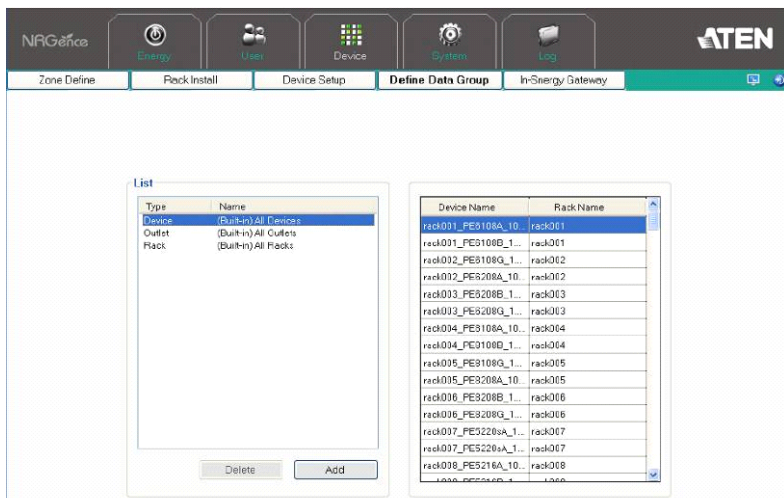 NRGence
Energy
User
Device
System
Log
ATEN
Zone Define
Rack Install
Device Setup
Define Data Group
In-Snergy Gateway
List
Type Name
Device (Built-in) All Devices
Outlet (Built-in) All Outlets
Rack (Built-in) All Racks
Delete
Add
Device Name Rack Name
rack001_PE6108A_10... rack001
rack001_PE6108B_1... rack001
rack002_PE6108G_1... rack002
rack002_PE6208A_10... rack002
rack003_PE6208B_1... rack003
rack003_PE6208G_1... rack003
rack004_PE8108A_10... rack004
rack004_PE8108B_1... rack004
rack005_PE8108G_1... rack005
rack005_PE8208A_10... rack005
rack006_PE8208B_1... rack006
rack006_PE8208G_1... rack006
rack007_PE5220sA_1... rack007
rack007_PE5220sA_1... rack007
rack008_PE5216A_10... rack008